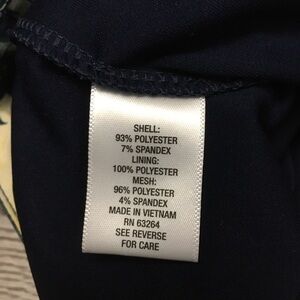 SHELL:
93% POLYESTER
7% SPANDEX
LINING:
100% POLYESTER
MESH:
96% POLYESTER
4% SPANDEX
MADE IN VIETNAM
RN 63264
SEE REVERSE
FOR CARE